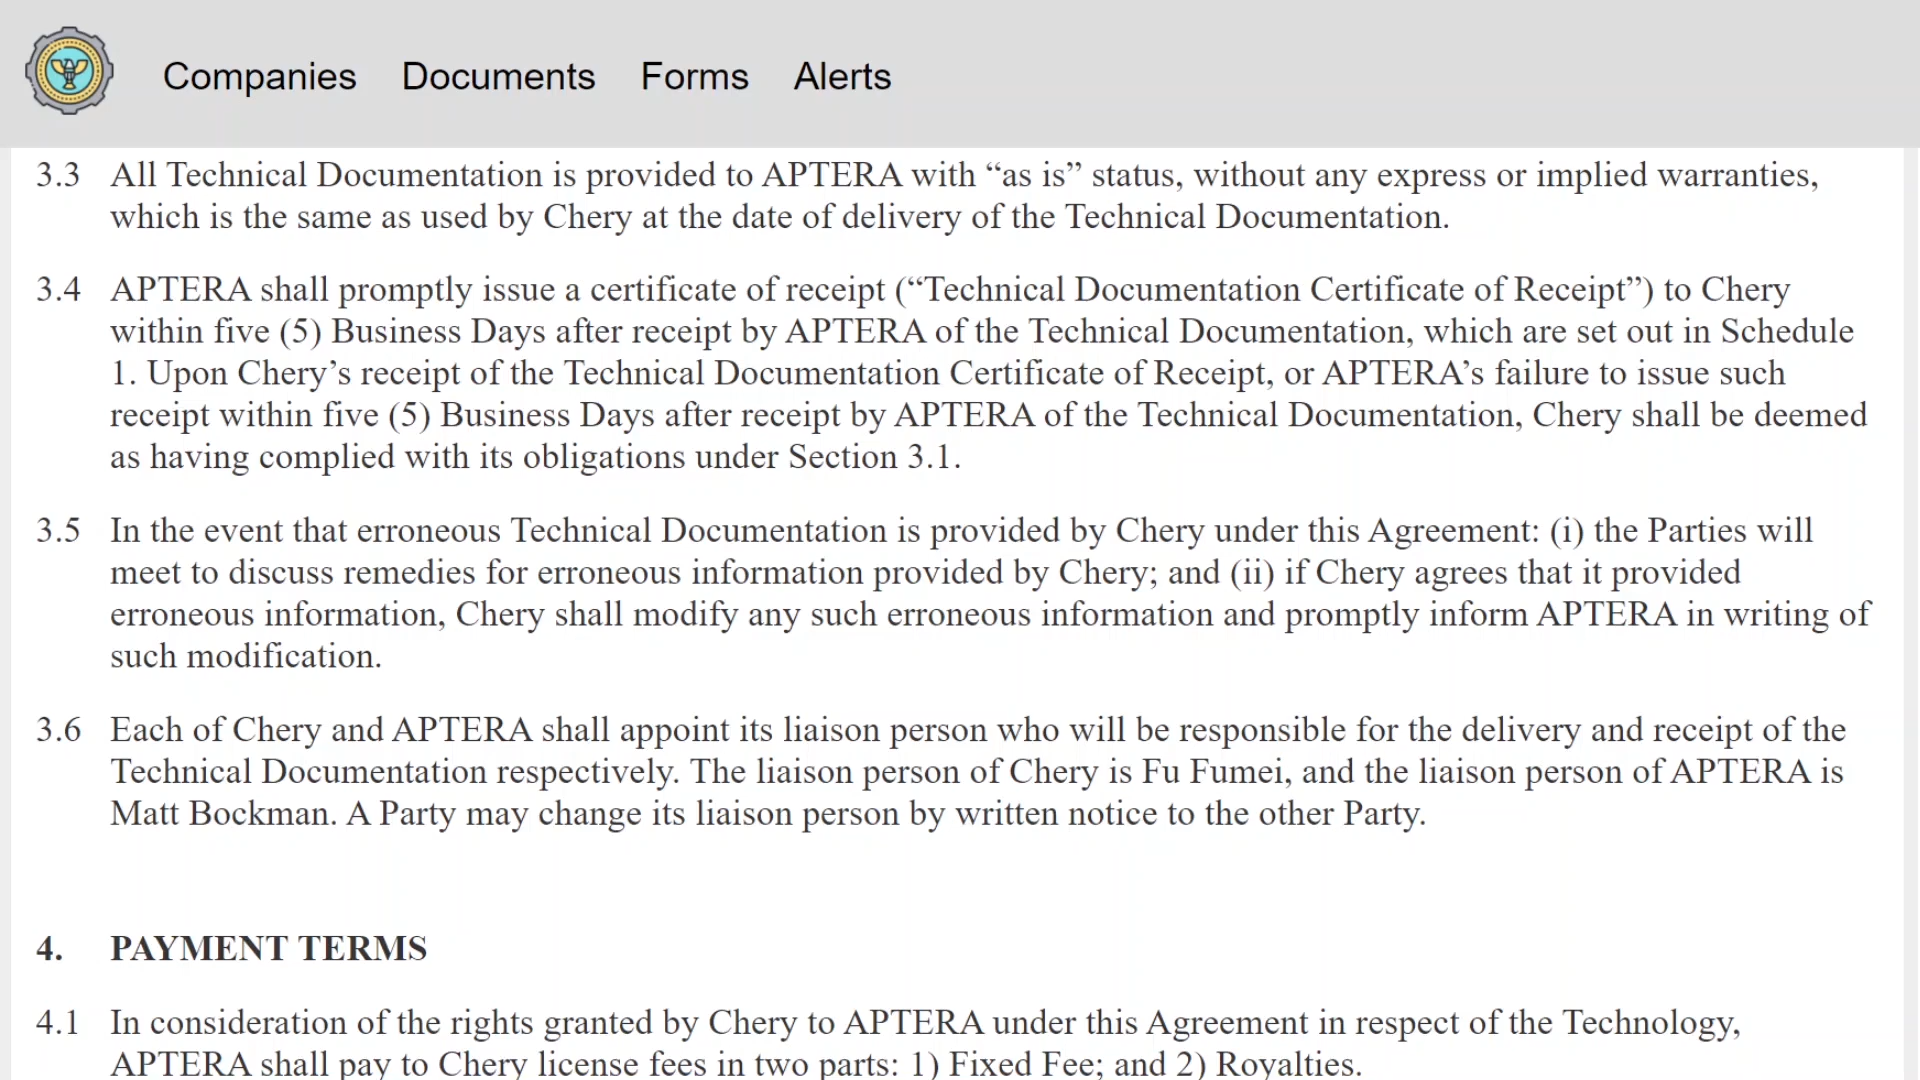 Companies Documents Forms Alerts
3.3 All Technical Documentation is provided to APTERA with “as is” status, without any express or implied warranties,
which is the same as used by Chery at the date of delivery of the Technical Documentation.
3.4 APTERA shall promptly issue a certificate of receipt (“Technical Documentation Certificate of Receipt”) to Chery
within five (5) Business Days after receipt by APTERA of the Technical Documentation, which are set out in Schedule
1. Upon Chery’s receipt of the Technical Documentation Certificate of Receipt, or APTERA’s failure to issue such
receipt within five (5) Business Days after receipt by APTERA of the Technical Documentation, Chery shall be deemed
as having complied with its obligations under Section 3.1.
3.5 In the event that erroneous Technical Documentation is provided by Chery under this Agreement: (i) the Parties will
meet to discuss remedies for erroneous information provided by Chery; and (ii) if Chery agrees that it provided
erroneous information, Chery shall modify any such erroneous information and promptly inform APTERA in writing of
such modification.
3.6 Each of Chery and APTERA shall appoint its liaison person who will be responsible for the delivery and receipt of the
Technical Documentation respectively. The liaison person of Chery is Fu Fumei, and the liaison person of APTERA is
Matt Bockman. A Party may change its liaison person by written notice to the other Party.
4. PAYMENT TERMS
4.1 In consideration of the rights granted by Chery to APTERA under this Agreement in respect of the Technology,
APTERA shall pay to Chery license fees in two parts: 1) Fixed Fee; and 2) Royalties.